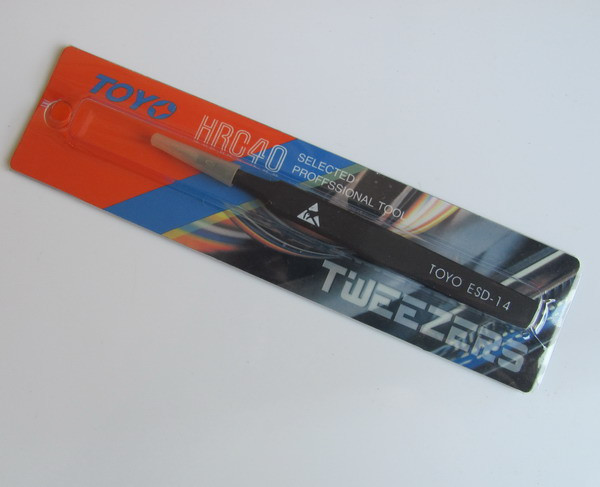 TOYO
HRC40
SELECTED
PROFFSSIONAL TOOL
TOYO ESD-14
TWEEZERS